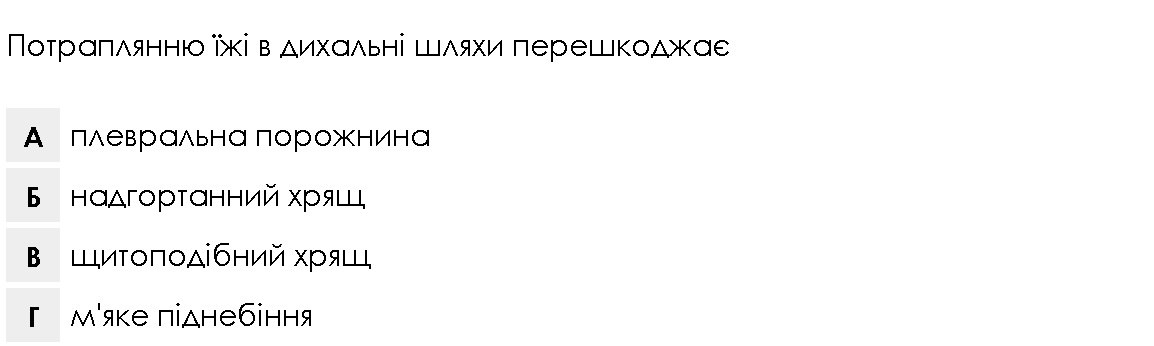 Потраплянню їжі в дихальні шляхи перешкоджає
А плевральна порожнина
Б надгортанний хрящ
В щитоподібний хрящ
Г м'яке піднебіння